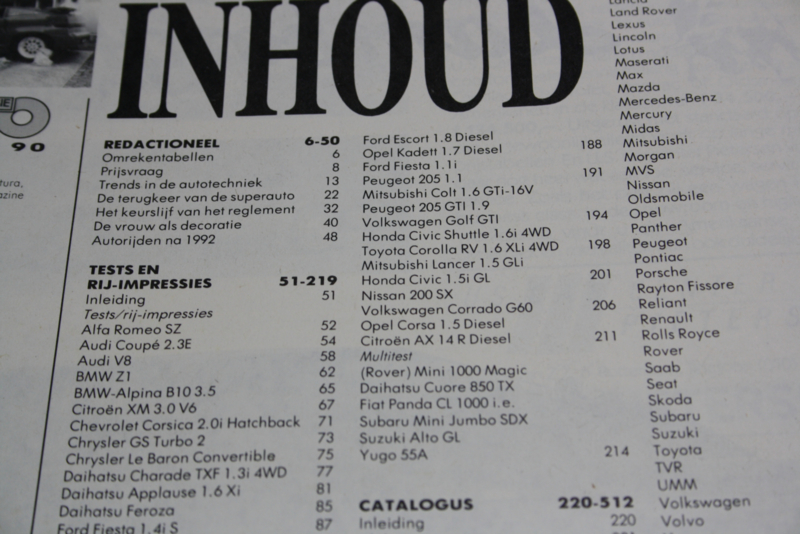 INHOUD
90
REDACTIONEEL 6-50
Omrekentabellen 6
Prijsvraag 8
Trends in de autotechniek 13
De terugkeer van de superauto 22
Het keurslijf van het reglement 32
De vrouw als decoratie 40
Autorijden na 1992 48
TESTS EN
RIJ-IMPRESSIES 51-219
Inleiding 51
Tests/rij-impressies
Alfa Romeo SZ 52
Audi Coupé 2.3E 54
Audi V8 58
BMW Z1 62
BMW-Alpina B10 3.5 65
Citroën XM 3.0 V6 67
Chevrolet Corsica 2.0i Hatchback 71
Chrysler GS Turbo 2 73
Chrysler Le Baron Convertible 75
Daihatsu Charade TXF 1.3i 4WD 77
Daihatsu Applause 1.6 Xi 81
Daihatsu Feroza 85
Ford Fiesta 1.4i S 87
Ford Escort 1.8 Diesel
Opel Kadett 1.7 Diesel 188
Ford Fiesta 1.1i
Peugeot 205 1.1 191
Mitsubishi Colt 1.6 GTi-16V
Peugeot 205 GTI 1.9
Volkswagen Golf GTI 194
Honda Civic Shuttle 1.6i 4WD
Toyota Corolla RV 1.6 XLi 4WD 198
Mitsubishi Lancer 1.5 GLi
Honda Civic 1.5i GL 201
Nissan 200 SX
Volkswagen Corrado G60 206
Opel Corsa 1.5 Diesel
Citroën AX 14 R Diesel 211
Multitest
(Rover) Mini 1000 Magic
Daihatsu Cuore 850 TX
Fiat Panda CL 1000 i.e.
Subaru Mini Jumbo SDX
Suzuki Alto GL
Yugo 55A 214
CATALOGUS 220-512
Inleiding 220
Lancia
Land Rover
Lexus
Lincoln
Lotus
Maserati
Max
Mazda
Mercedes-Benz
Mercury
Midas
Mitsubishi
Morgan
MVS
Nissan
Oldsmobile
Opel
Panther
Peugeot
Pontiac
Porsche
Rayton Fissore
Reliant
Renault
Rolls Royce
Rover
Saab
Seat
Skoda
Subaru
Suzuki
Toyota
TVR
UMM
Volkswagen
Volvo